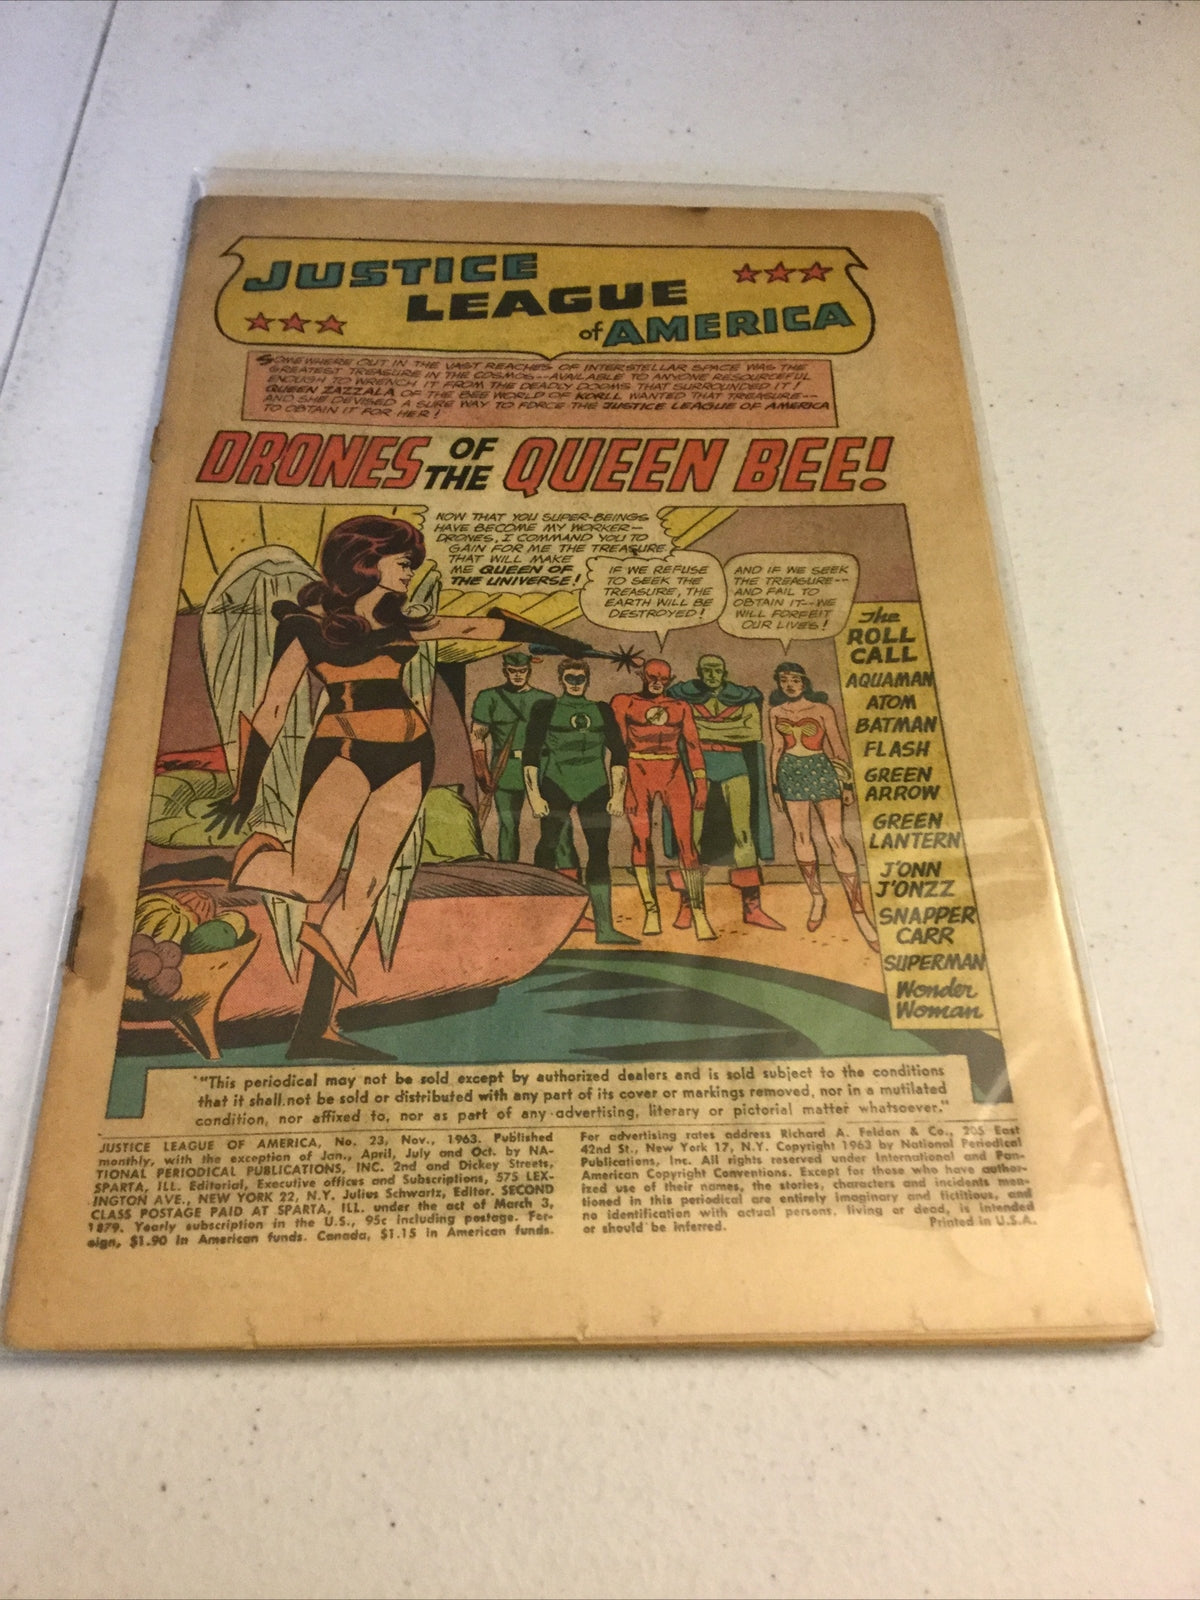 JUSTICE
LEAGUE
of AMERICA
SOMEWHERE OUT IN THE VAST REACHES OF INTERSTELLAR SPACE WAS THE
GREATEST TREASURE IN THE COSMOS--AVAILABLE TO ANYONE RESOURCEFUL
ENOUGH TO WRENCH IT FROM THE DEADLY DOOMS THAT SURROUNDED IT!
QUEEN ZAZZALA OF THE BEE WORLD OF KORLL WANTED THAT TREASURE--
AND SHE DEVISED A SURE WAY TO FORCE THE JUSTICE LEAGUE OF AMERICA
TO OBTAIN IT FOR HER!
DRONES OF THE QUEEN BEE!
NOW THAT YOU SUPER-BEINGS
HAVE BECOME MY WORKER-
DRONES, I COMMAND YOU TO
GAIN FOR ME THE TREASURE
THAT WILL MAKE
ME QUEEN OF
THE UNIVERSE!
IF WE REFUSE
TO SEEK THE
TREASURE, THE
EARTH WILL BE
DESTROYED!
AND IF WE SEEK
THE TREASURE--
AND FAIL TO
OBTAIN IT--WE
WILL FORFEIT
OUR LIVES!
The
ROLL
CALL
AQUAMAN
ATOM
BATMAN
FLASH
GREEN
ARROW
GREEN
LANTERN
J'ONN
J'ONZZ
SNAPPER
CARR
SUPERMAN
Wonder
Woman
"This periodical may not be sold except by authorized dealers and is sold subject to the conditions
that it shall not be sold or distributed with any part of its cover or markings removed, nor in a mutilated
condition, nor affixed to, nor as part of any advertising, literary or pictorial matter whatsoever."
JUSTICE LEAGUE OF AMERICA, No. 23, Nov., 1963. Published
monthly, with the exception of Jan., April, July and Oct. by NA-
TIONAL PERIODICAL PUBLICATIONS, INC. 2nd and Dickey Streets,
SPARTA, ILL. Editorial, Executive offices and Subscriptions, 575 LEX-
INGTON AVE., NEW YORK 22, N.Y. Julius Schwartz, Editor. SECOND
CLASS POSTAGE PAID AT SPARTA, ILL. under the act of March 3,
1879. Yearly subscription in the U.S., 95c including postage. For-
eign, $1.90 in American funds. Canada, $1.15 in American funds.
For advertising rates address Richard A. Feldon & Co., 205 East
42nd St., New York 17, N.Y. Copyright 1963 by National Periodical
Publications, Inc. All rights reserved under International and Pan-
American Copyright Conventions. Except for those who have author-
ized use of their names, the stories, characters and incidents men-
tioned in this periodical are entirely imaginary and fictitious, and
no identification with actual persons, living or dead, is intended
or should be inferred.
Printed in U.S.A.